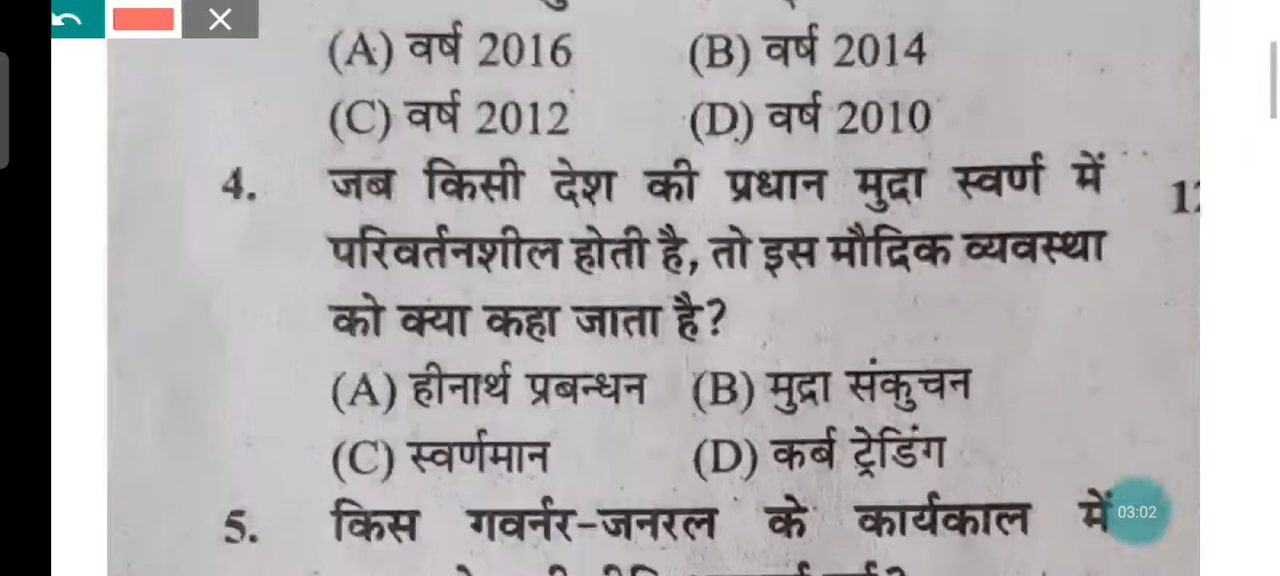 (A) वर्ष 2016 (B) वर्ष 2014
(C) वर्ष 2012 (D) वर्ष 2010
4. जब किसी देश की प्रधान मुद्रा स्वर्ण में
परिवर्तनशील होती है, तो इस मौद्रिक व्यवस्था
को क्या कहा जाता है?
(A) हीनार्थ प्रबन्धन (B) मुद्रा संकुचन
(C) स्वर्णमान (D) कर्ब ट्रेडिंग
5. किस गवर्नर-जनरल के कार्यकाल में
03:02